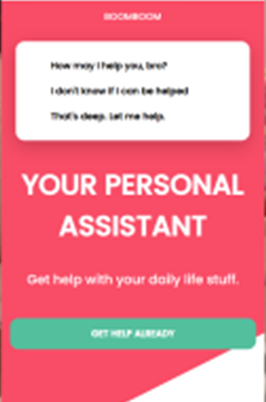 BOOMBOOM
How may I help you, bro?
I don't know if I can be helped
That's deep. Let me help.
YOUR PERSONAL
ASSISTANT
Get help with your daily life stuff.
GET HELP ALREADY